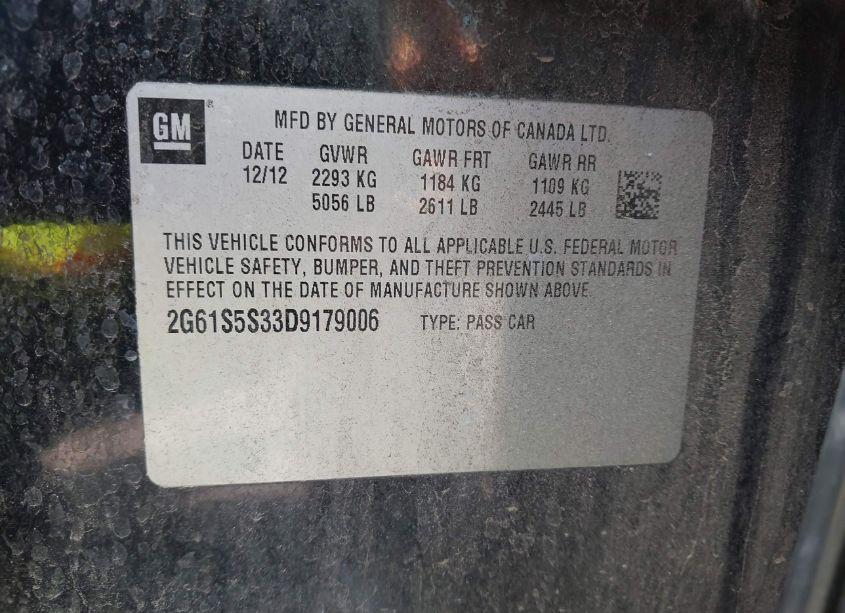 GM ®
MFD BY GENERAL MOTORS OF CANADA LTD.
DATE GVWR GAWR FRT GAWR RR
12/12 2293 KG 1184 KG 1109 KG
5056 LB 2611 LB 2445 LB
THIS VEHICLE CONFORMS TO ALL APPLICABLE U.S. FEDERAL MOTOR
VEHICLE SAFETY, BUMPER, AND THEFT PREVENTION STANDARDS IN
EFFECT ON THE DATE OF MANUFACTURE SHOWN ABOVE.
2G61S5S33D9179006 TYPE: PASS CAR